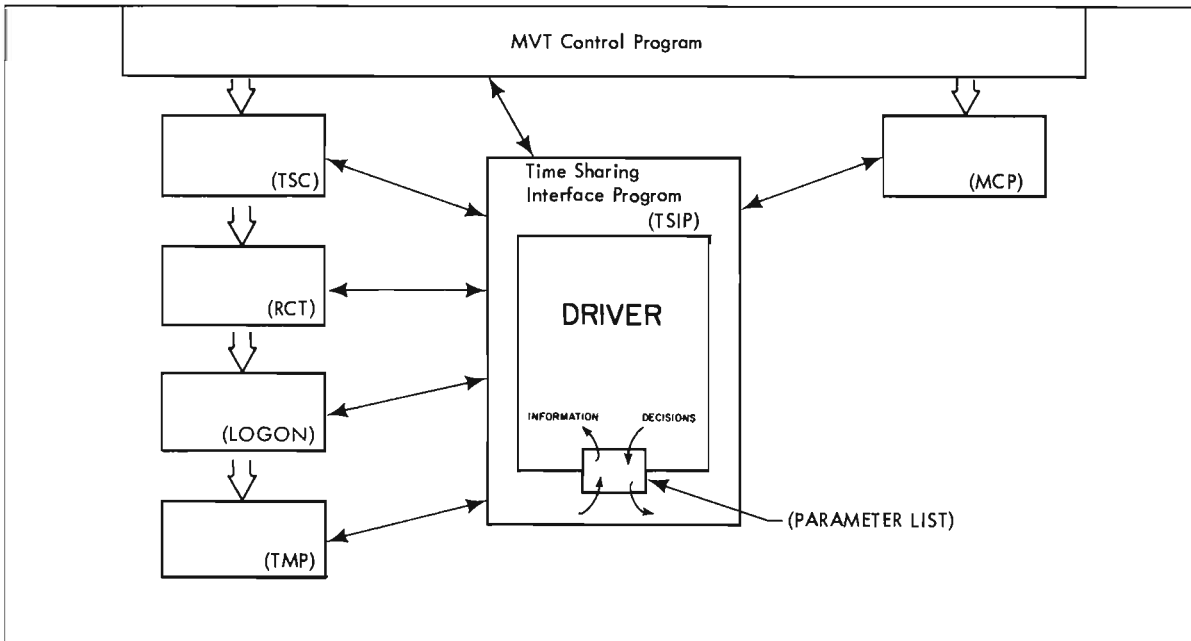 MVT Control Program
(TSC)
(MCP)
Time Sharing
Interface Program
(TSIP)
(RCT)
DRIVER
INFORMATION
DECISIONS
(LOGON)
(PARAMETER LIST)
(TMP)